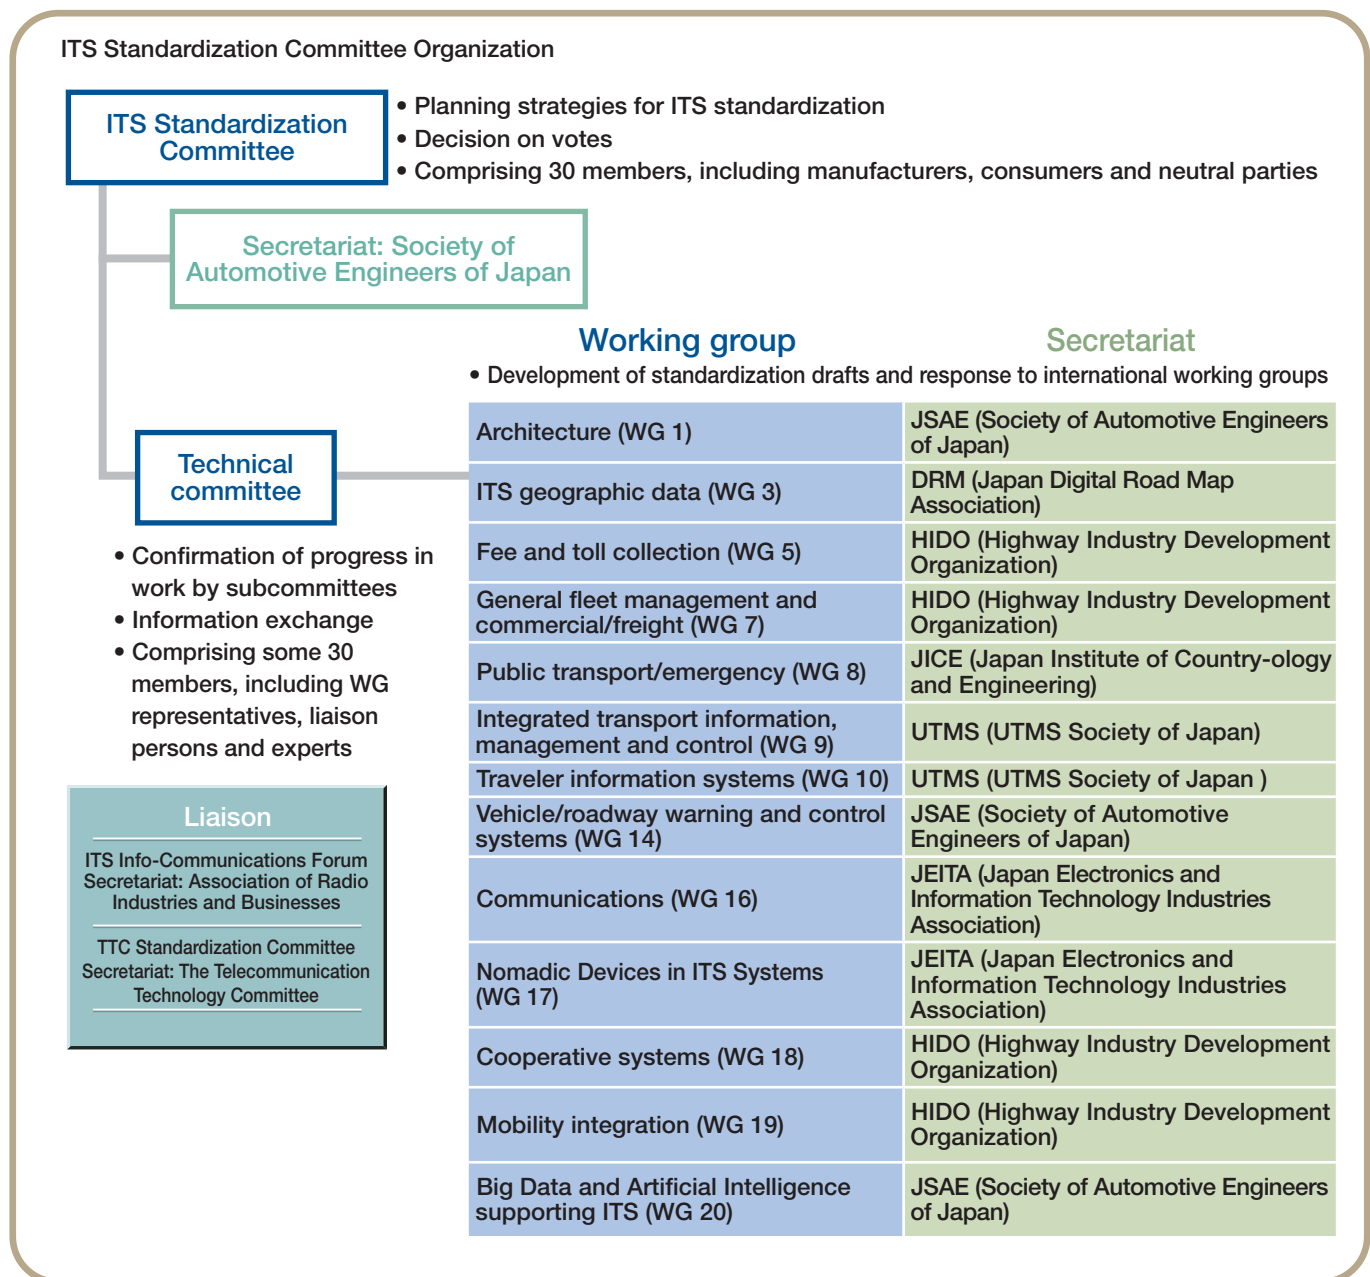 ITS Standardization Committee Organization
ITS Standardization
Committee
• Planning strategies for ITS standardization
• Decision on votes
• Comprising 30 members, including manufacturers, consumers and neutral parties
Secretariat: Society of
Automotive Engineers of Japan
Working group
Secretariat
• Development of standardization drafts and response to international working groups
Technical
committee
• Confirmation of progress in
work by subcommittees
• Information exchange
• Comprising some 30
members, including WG
representatives, liaison
persons and experts
Architecture (WG 1)
JSAE (Society of Automotive Engineers
of Japan)
ITS geographic data (WG 3)
DRM (Japan Digital Road Map
Association)
Fee and toll collection (WG 5)
HIDO (Highway Industry Development
Organization)
General fleet management and
commercial/freight (WG 7)
HIDO (Highway Industry Development
Organization)
Public transport/emergency (WG 8)
JICE (Japan Institute of Country-ology
and Engineering)
Integrated transport information,
management and control (WG 9)
UTMS (UTMS Society of Japan)
Traveler information systems (WG 10)
UTMS (UTMS Society of Japan )
Vehicle/roadway warning and control
systems (WG 14)
JSAE (Society of Automotive
Engineers of Japan)
Communications (WG 16)
JEITA (Japan Electronics and
Information Technology Industries
Association)
Nomadic Devices in ITS Systems
(WG 17)
JEITA (Japan Electronics and
Information Technology Industries
Association)
Cooperative systems (WG 18)
HIDO (Highway Industry Development
Organization)
Mobility integration (WG 19)
HIDO (Highway Industry Development
Organization)
Big Data and Artificial Intelligence
supporting ITS (WG 20)
JSAE (Society of Automotive Engineers
of Japan)
Liaison
ITS Info-Communications Forum
Secretariat: Association of Radio
Industries and Businesses
TTC Standardization Committee
Secretariat: The Telecommunication
Technology Committee